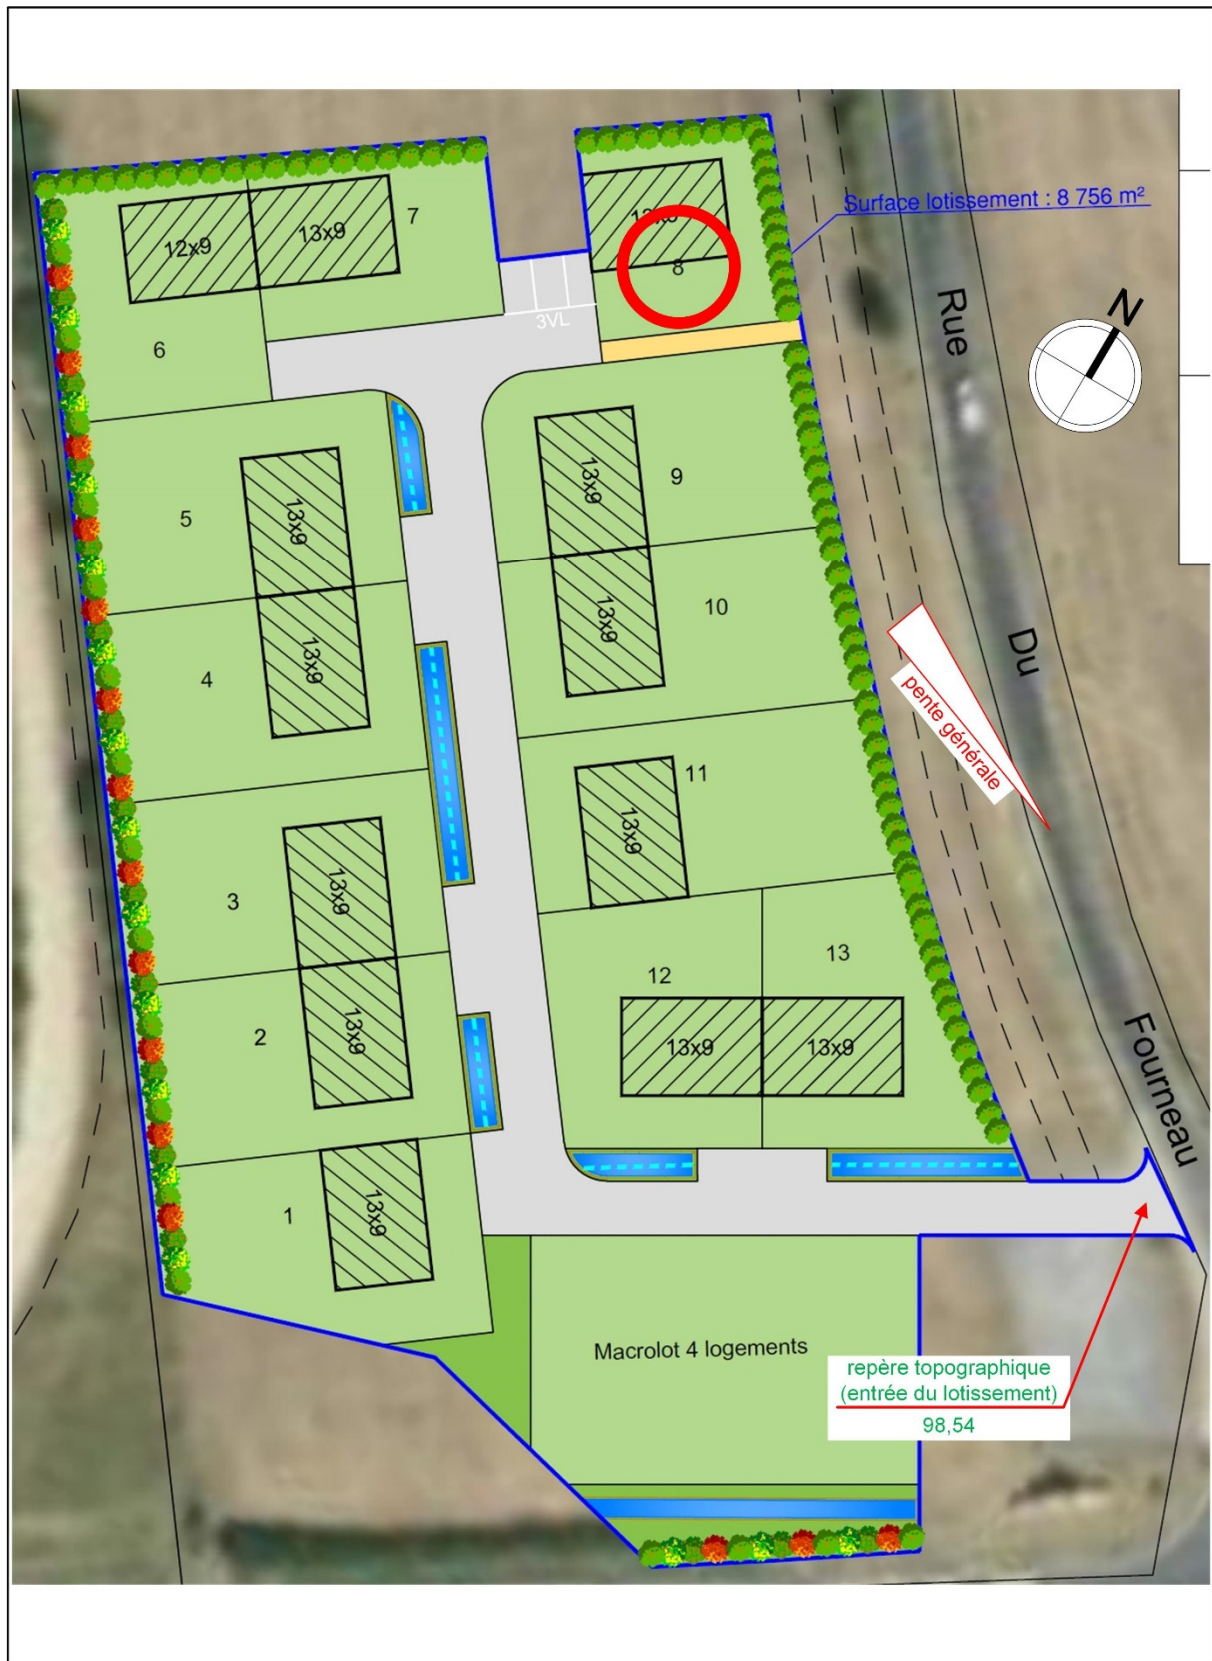 7
13x9
12x9
13x9
8
Surface lotissement : 8 756 m²
N
Rue
3VL
6
13x9
9
5
13x9
13x9
10
4
13x9
Du
pente générale
11
13x9
3
13x9
13
12
2
13x9
13x9
13x9
Fourneau
1
13x9
Macrolot 4 logements
repère topographique
(entrée du lotissement)
98,54